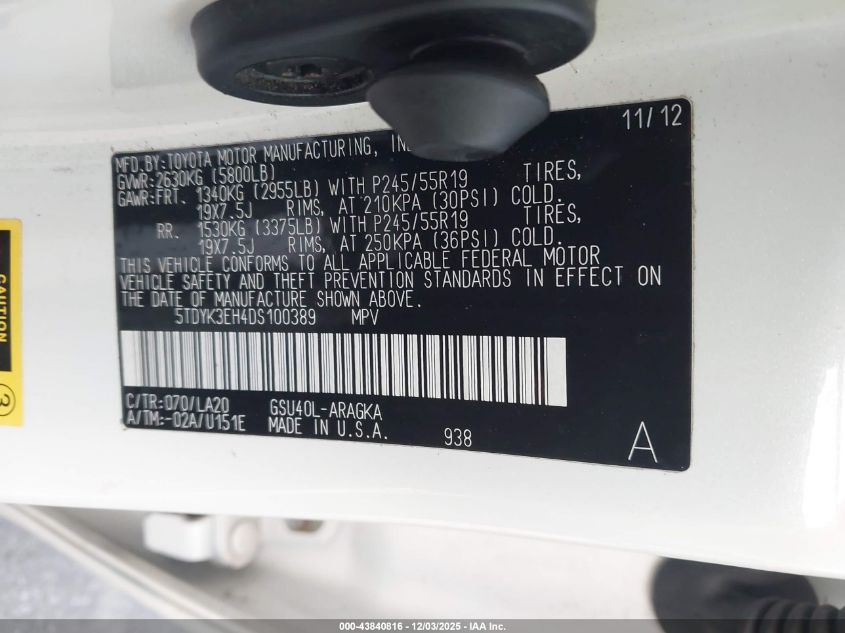 11/12
MFD.BY:TOYOTA MOTOR MANUFACTURING,
GVWR:2630KG (5800LB)
GAWR:FRT. 1340KG (2955LB) WITH P245/55R19 TIRES,
19X7.5J RIMS, AT 210KPA (30PSI) COLD.
RR. 1530KG (3375LB) WITH P245/55R19 TIRES,
19X7.5J RIMS, AT 250KPA (36PSI) COLD.
THIS VEHICLE CONFORMS TO ALL APPLICABLE FEDERAL MOTOR
VEHICLE SAFETY AND THEFT PREVENTION STANDARDS IN EFFECT ON
THE DATE OF MANUFACTURE SHOWN ABOVE.
5TDYK3EH4DS100389 MPV
C/TR:070/LA20 GSU40L-ARAGKA
A/TM:-02A/U151E MADE IN U.S.A. 938
A
CAUTION
3
000-43840816 - 12/03/2025 - IAA Inc.